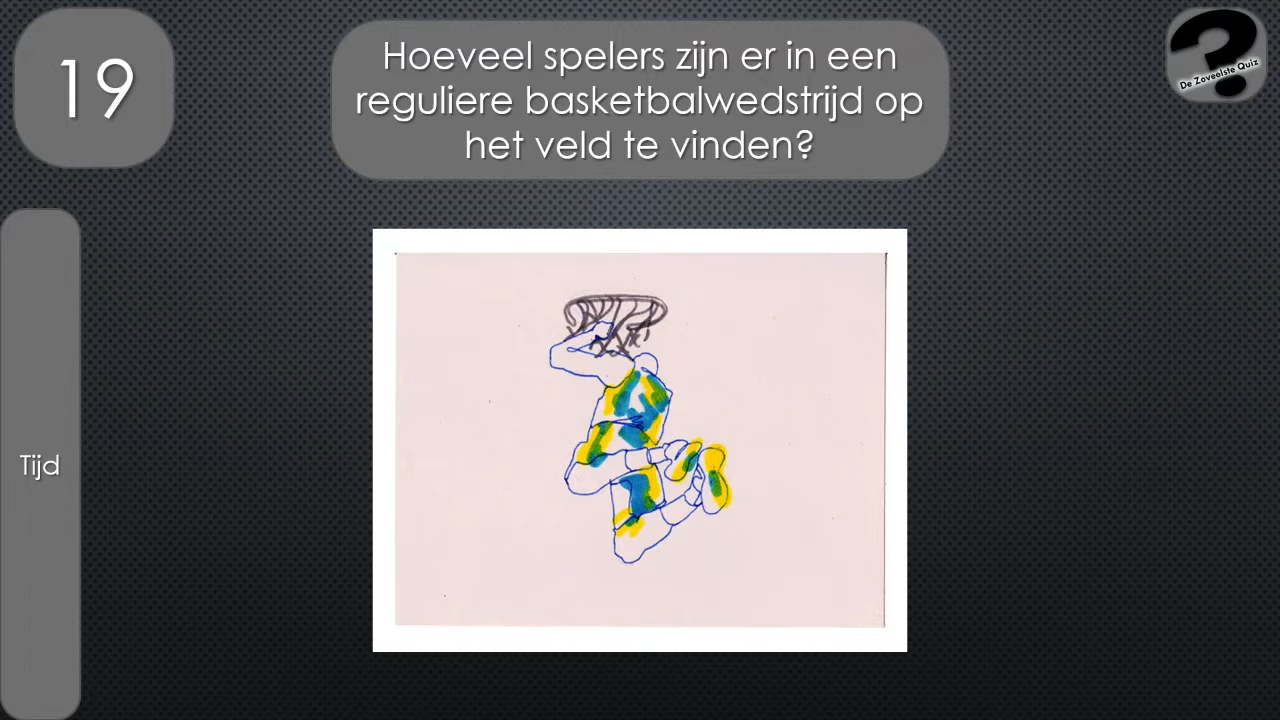 19
Hoeveel spelers zijn er in een
reguliere basketbalwedstrijd op
het veld te vinden?
De Zoveelste Quiz
Tijd